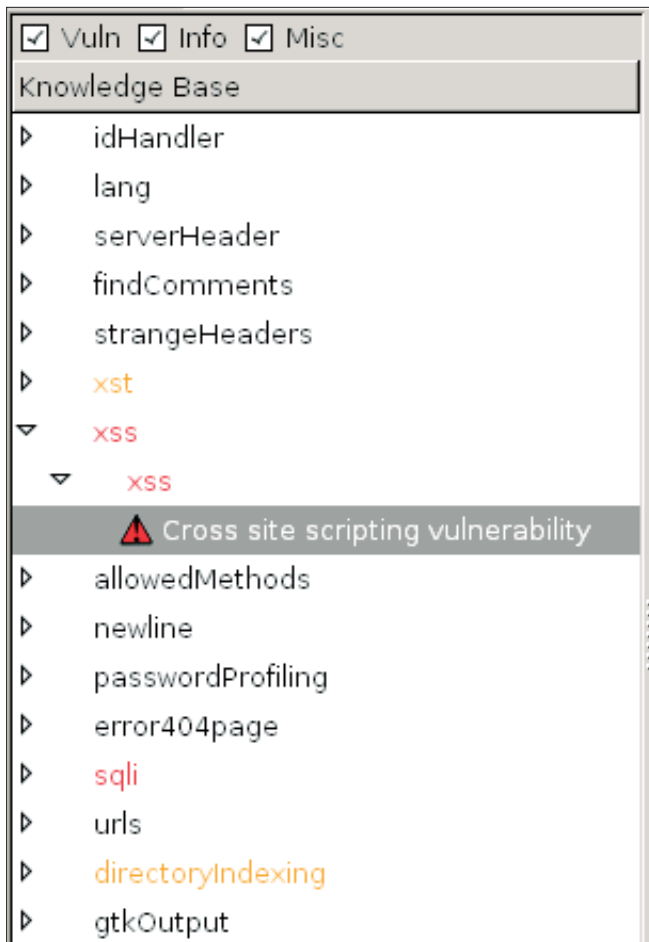 Vuln Info Misc
Knowledge Base
idHandler
lang
serverHeader
findComments
strangeHeaders
xst
xss
xss
Cross site scripting vulnerability
allowedMethods
newline
passwordProfiling
error404page
sqli
urls
directoryIndexing
gtkOutput